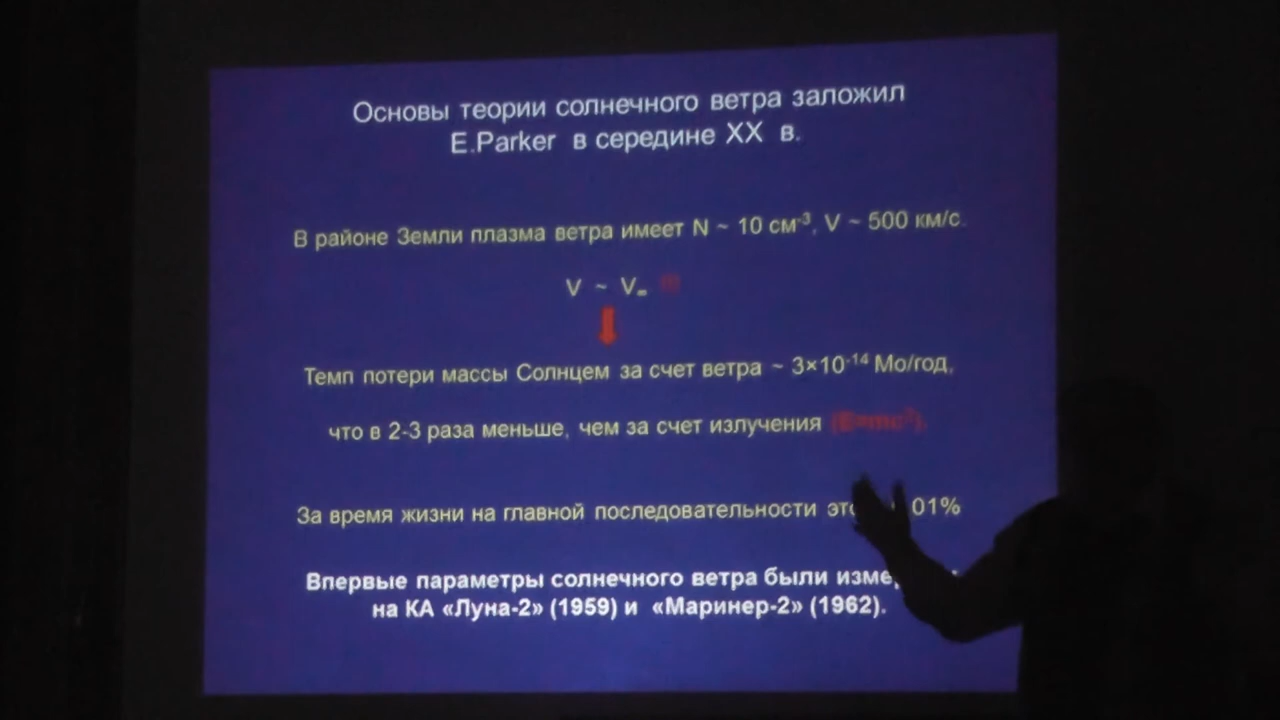 Основы теории солнечного ветра заложил
E.Parker в середине XX в.
В районе Земли плазма ветра имеет N ~ 10 см⁻³, V ~ 500 км/с.
V ~ V∞
Темп потери массы Солнцем за счет ветра ~ 3×10⁻¹⁴ Мо/год,
что в 2-3 раза меньше, чем за счет излучения (E=mc²).
За время жизни на главной последовательности 01%
Впервые параметры солнечного ветра были
на КА «Луна-2» (1959) и «Маринер-2» (1962).